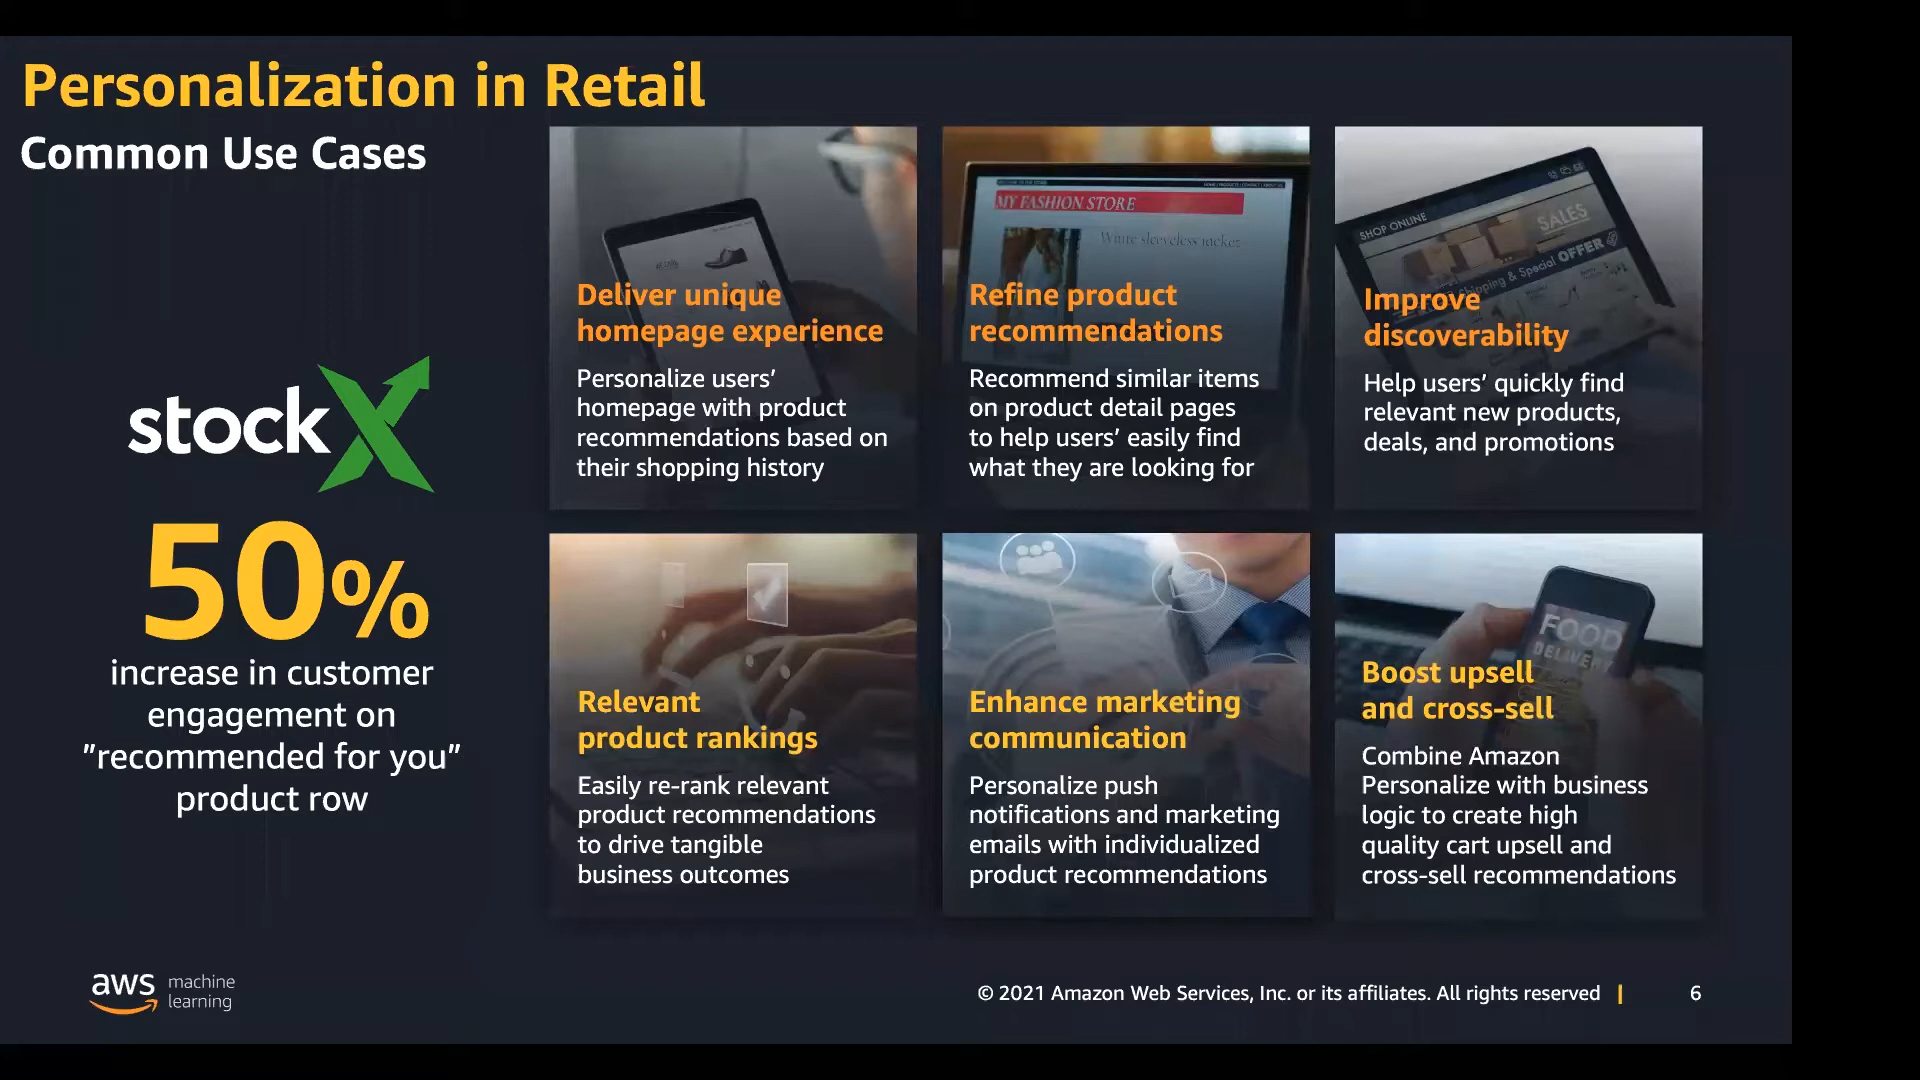 Personalization in Retail
Common Use Cases
stockX
50%
increase in customer
engagement on
"recommended for you"
product row
MY FASHION STORE
White sleeveless jacket
Deliver unique
homepage experience
Personalize users’
homepage with product
recommendations based on
their shopping history
Refine product
recommendations
Recommend similar items
on product detail pages
to help users’ easily find
what they are looking for
SHOP ONLINE
SALES
Shipping & Special OFFER
Improve
discoverability
Help users’ quickly find
relevant new products,
deals, and promotions
Relevant
product rankings
Easily re-rank relevant
product recommendations
to drive tangible
business outcomes
Enhance marketing
communication
Personalize push
notifications and marketing
emails with individualized
product recommendations
FOOD
DELIVERY
Boost upsell
and cross-sell
Combine Amazon
Personalize with business
logic to create high
quality cart upsell and
cross-sell recommendations
aws machine
learning
© 2021 Amazon Web Services, Inc. or its affiliates. All rights reserved |
6